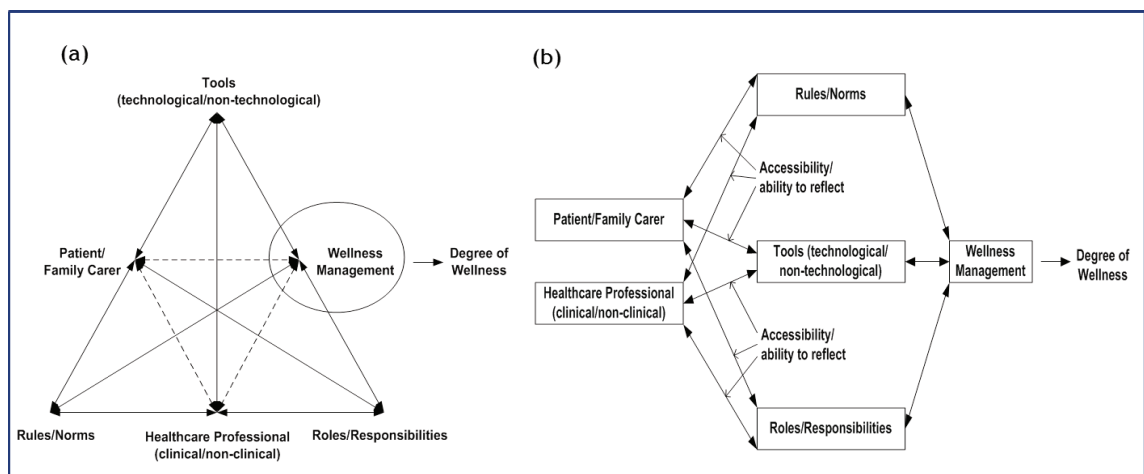 (a)
Tools
(technological/non-technological)
Patient/
Family Carer
Wellness
Management
Degree of
Wellness
Rules/Norms
Healthcare Professional
(clinical/non-clinical)
Roles/Responsibilities
(b)
Rules/Norms
Accessibility/
ability to reflect
Patient/Family Carer
Tools (technological/
non-technological)
Wellness
Management
Degree of
Wellness
Healthcare Professional
(clinical/non-clinical)
Accessibility/
ability to reflect
Roles/Responsibilities